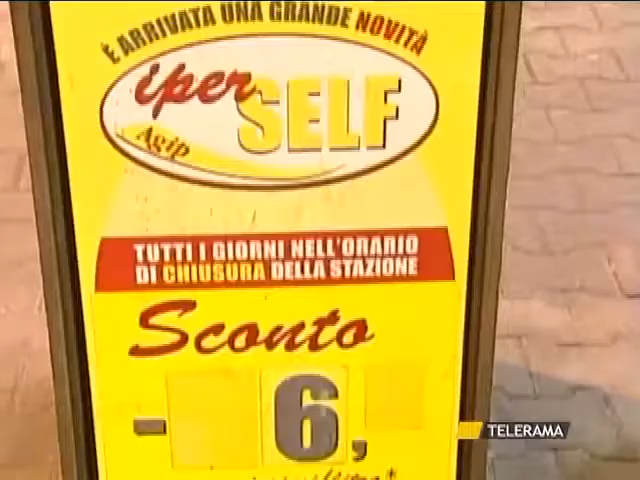 È ARRIVATA UNA GRANDE NOVITÀ
iper SELF
Agip
TUTTI I GIORNI NELL'ORARIO
DI CHIUSURA DELLA STAZIONE
Sconto
- 6,
TELERAMA